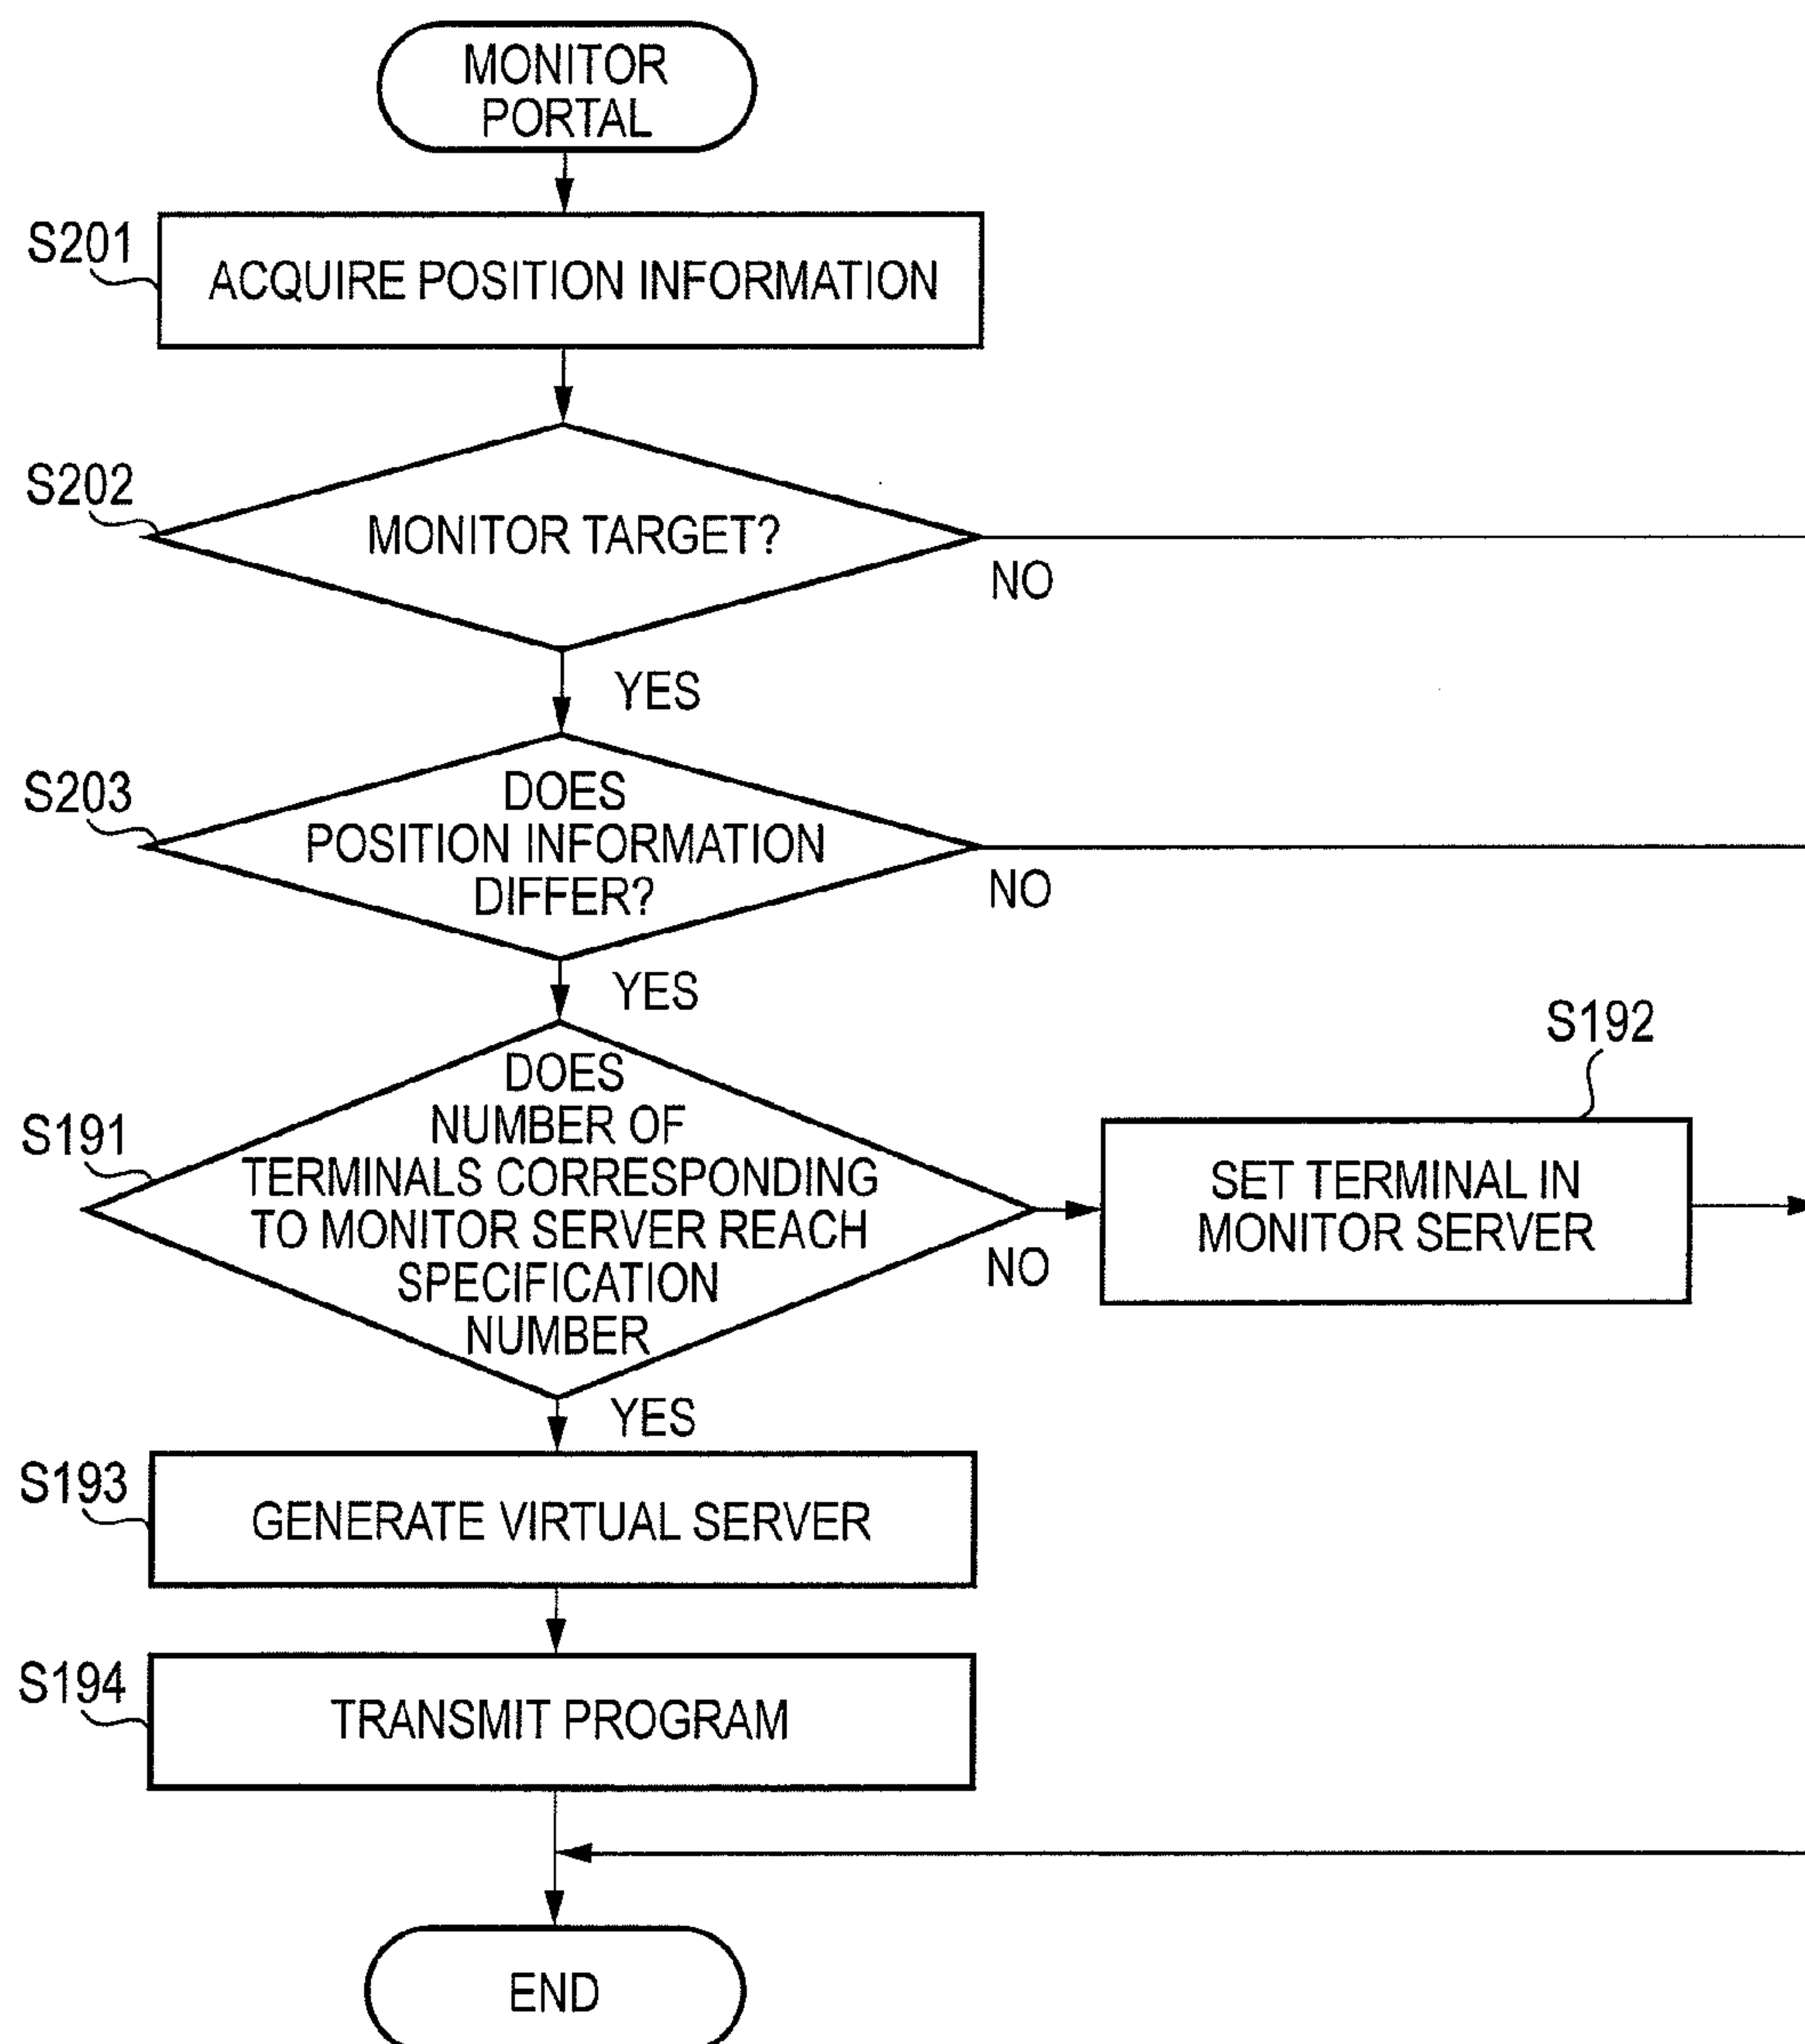 MONITOR
PORTAL
S201
ACQUIRE POSITION INFORMATION
S202
MONITOR TARGET?
NO
YES
S203
DOES
POSITION INFORMATION
DIFFER?
NO
YES
S191
DOES
NUMBER OF
TERMINALS CORRESPONDING
TO MONITOR SERVER REACH
SPECIFICATION
NUMBER
NO
S192
SET TERMINAL IN
MONITOR SERVER
YES
S193
GENERATE VIRTUAL SERVER
S194
TRANSMIT PROGRAM
END